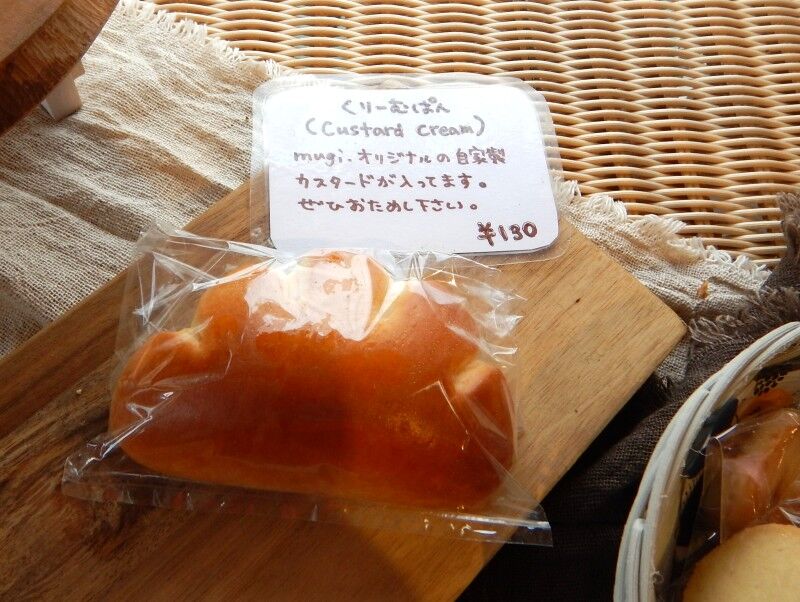 くりーむぱん
(Custard cream)
mugi.オリジナルの自家製
カスタードが入ってます。
ぜひおためし下さい。
¥130